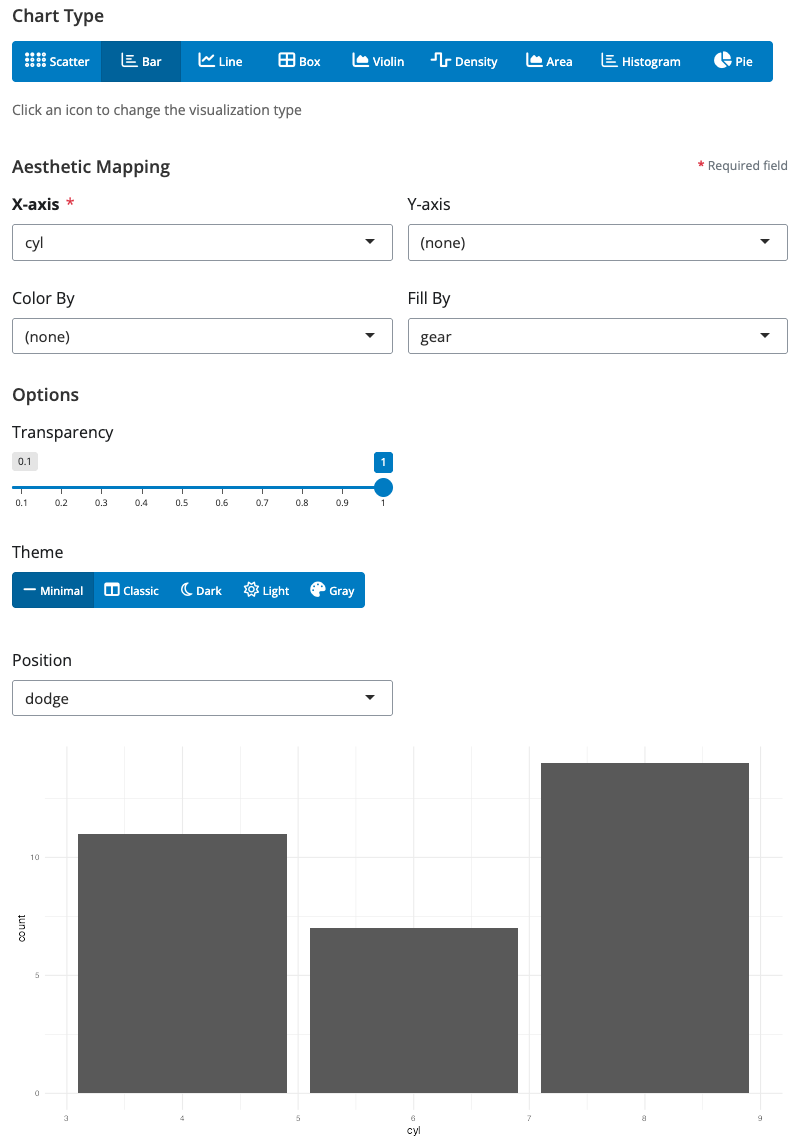 Chart Type
Scatter Bar Line Box Violin Density Area Histogram Pie
Click an icon to change the visualization type
Aesthetic Mapping * Required field
X-axis * Y-axis
cyl (none)
Color By Fill By
(none) gear
Options
Transparency
0.1 1
0.1 0.2 0.3 0.4 0.5 0.6 0.7 0.8 0.9 1
Theme
Minimal Classic Dark Light Gray
Position
dodge
10
count
5
0
3 4 5 6 7 8 9
cyl